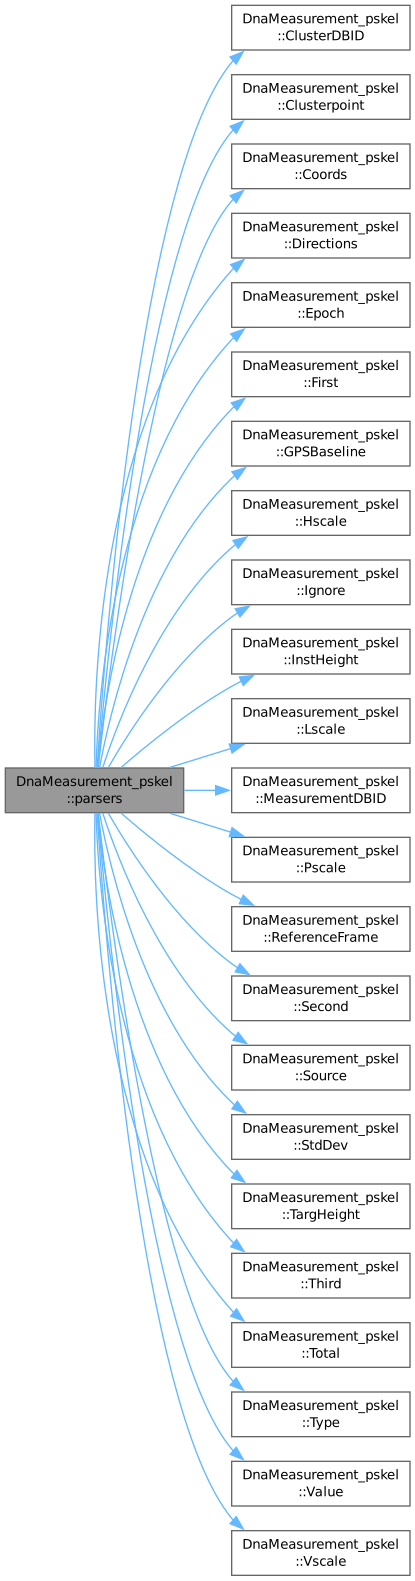 DnaMeasurement_pskel
::ClusterDBID
DnaMeasurement_pskel
::Clusterpoint
DnaMeasurement_pskel
::Coords
DnaMeasurement_pskel
::Directions
DnaMeasurement_pskel
::Epoch
DnaMeasurement_pskel
::First
DnaMeasurement_pskel
::GPSBaseline
DnaMeasurement_pskel
::Hscale
DnaMeasurement_pskel
::Ignore
DnaMeasurement_pskel
::InstHeight
DnaMeasurement_pskel
::Lscale
DnaMeasurement_pskel
::parsers
DnaMeasurement_pskel
::MeasurementDBID
DnaMeasurement_pskel
::Pscale
DnaMeasurement_pskel
::ReferenceFrame
DnaMeasurement_pskel
::Second
DnaMeasurement_pskel
::Source
DnaMeasurement_pskel
::StdDev
DnaMeasurement_pskel
::TargHeight
DnaMeasurement_pskel
::Third
DnaMeasurement_pskel
::Total
DnaMeasurement_pskel
::Type
DnaMeasurement_pskel
::Value
DnaMeasurement_pskel
::Vscale